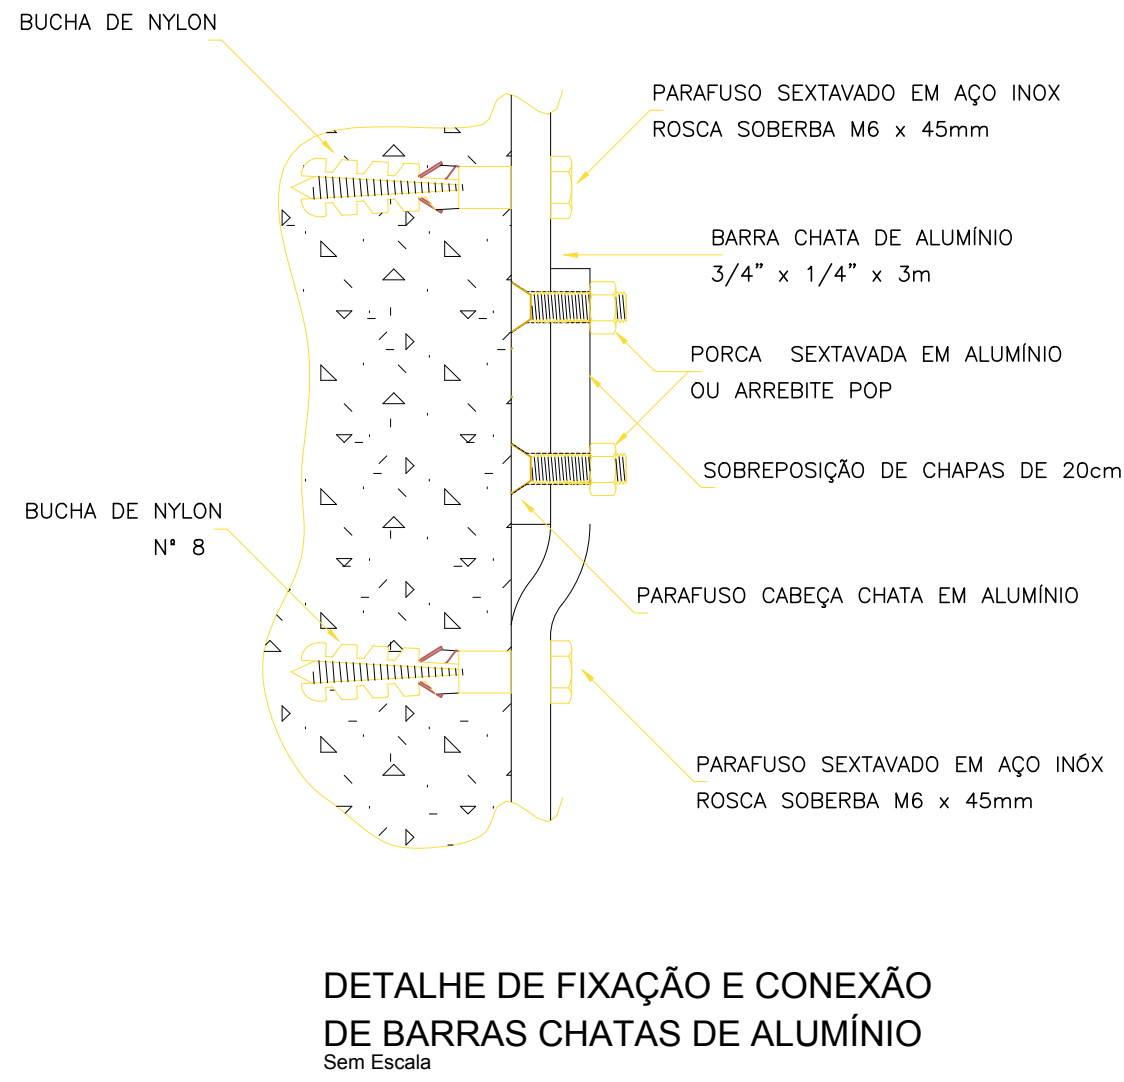 BUCHA DE NYLON
PARAFUSO SEXTAVADO EM AÇO INOX
ROSCA SOBERBA M6 x 45mm
BARRA CHATA DE ALUMÍNIO
3/4" x 1/4" x 3m
PORCA SEXTAVADA EM ALUMÍNIO
OU ARREBITE POP
SOBREPOSIÇÃO DE CHAPAS DE 20cm
BUCHA DE NYLON
Nª 8
PARAFUSO CABEÇA CHATA EM ALUMÍNIO
PARAFUSO SEXTAVADO EM AÇO INÓX
ROSCA SOBERBA M6 x 45mm
DETALHE DE FIXAÇÃO E CONEXÃO
DE BARRAS CHATAS DE ALUMÍNIO
Sem Escala